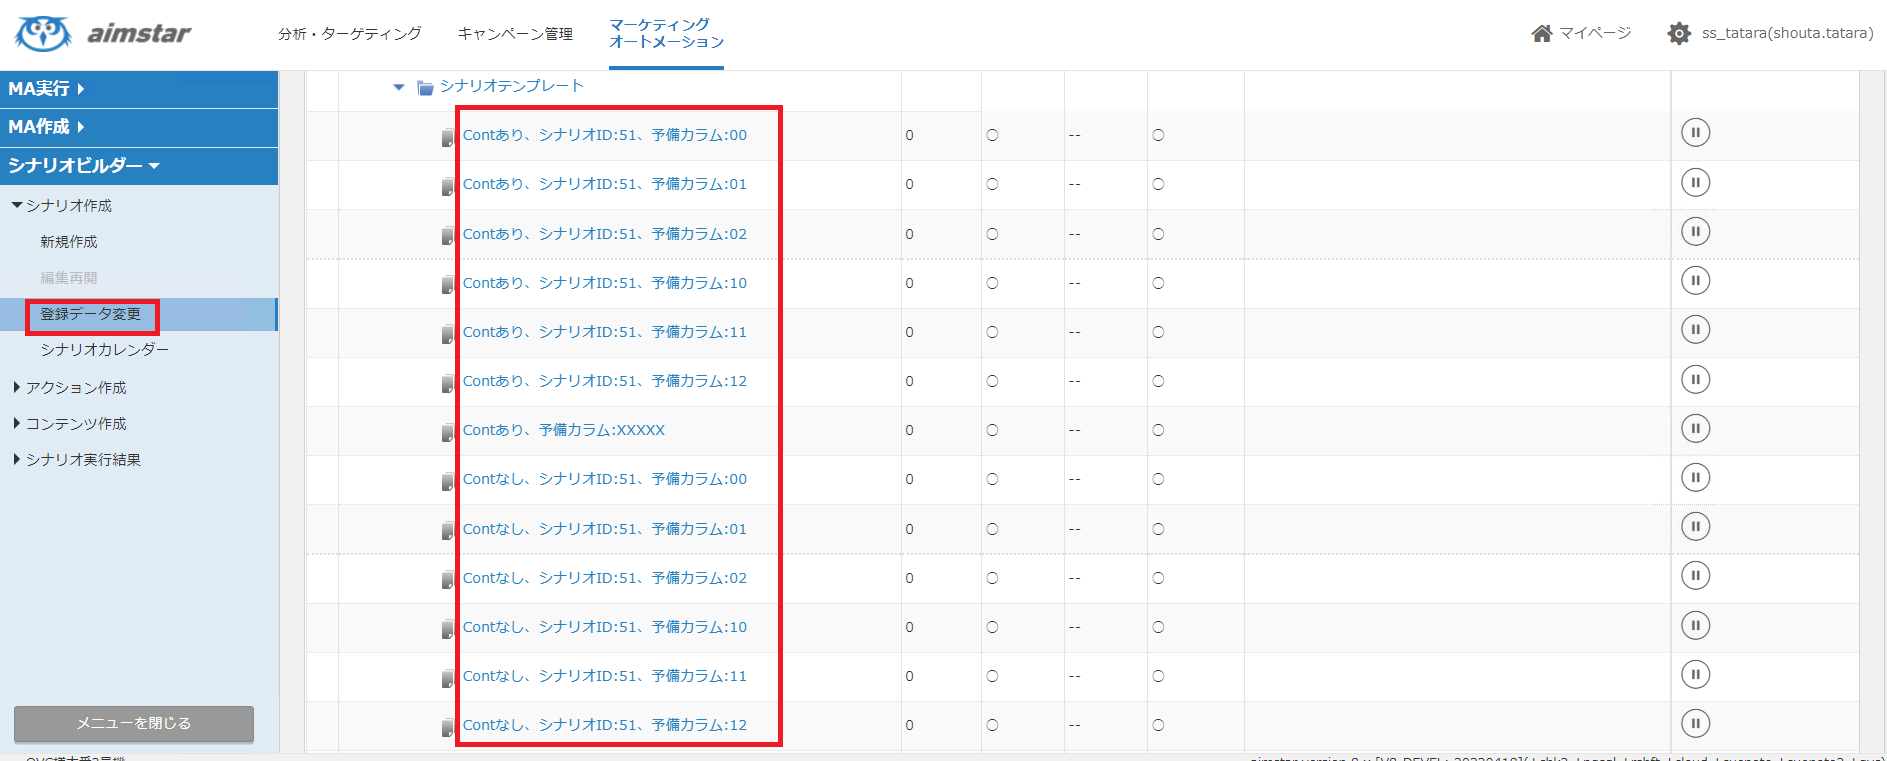 aimstar
分析・ターゲティング
キャンペーン管理
マーケティング
オートメーション
マイページ
ss_tatara(shouta.tatara)
MA実行
MA作成
シナリオビルダー
シナリオ作成
新規作成
編集再開
登録データ変更
シナリオカレンダー
アクション作成
コンテンツ作成
シナリオ実行結果
メニューを閉じる
シナリオテンプレート
Contあり、シナリオID:51、予備カラム:00 0 〇 -- 〇
Contあり、シナリオID:51、予備カラム:01 0 〇 -- 〇
Contあり、シナリオID:51、予備カラム:02 0 〇 -- 〇
Contあり、シナリオID:51、予備カラム:10 0 〇 -- 〇
Contあり、シナリオID:51、予備カラム:11 0 〇 -- 〇
Contあり、シナリオID:51、予備カラム:12 0 〇 -- 〇
Contあり、予備カラム:XXXXX 0 〇 -- 〇
Contなし、シナリオID:51、予備カラム:00 0 〇 -- 〇
Contなし、シナリオID:51、予備カラム:01 0 〇 -- 〇
Contなし、シナリオID:51、予備カラム:02 0 〇 -- 〇
Contなし、シナリオID:51、予備カラム:10 0 〇 -- 〇
Contなし、シナリオID:51、予備カラム:11 0 〇 -- 〇
Contなし、シナリオID:51、予備カラム:12 0 〇 -- 〇